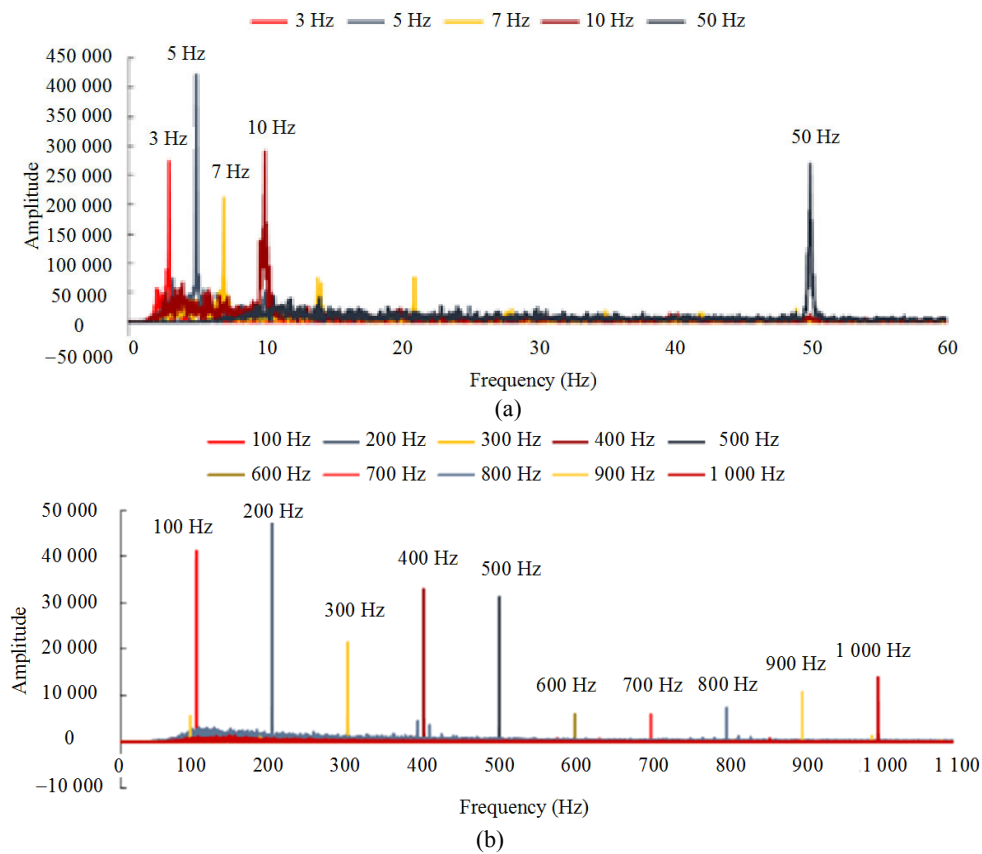 3 Hz 5 Hz 7 Hz 10 Hz 50 Hz
450 000
400 000
350 000
300 000
250 000
200 000
150 000
100 000
50 000
0
−50 000
Amplitude
5 Hz
3 Hz
7 Hz
10 Hz
50 Hz
0 10 20 30 40 50 60
Frequency (Hz)
(a)
100 Hz 200 Hz 300 Hz 400 Hz 500 Hz
600 Hz 700 Hz 800 Hz 900 Hz 1 000 Hz
50 000
40 000
30 000
20 000
10 000
0
−10 000
Amplitude
100 Hz
200 Hz
300 Hz
400 Hz
500 Hz
600 Hz
700 Hz
800 Hz
900 Hz
1 000 Hz
0 100 200 300 400 500 600 700 800 900 1 000 1 100
Frequency (Hz)
(b)